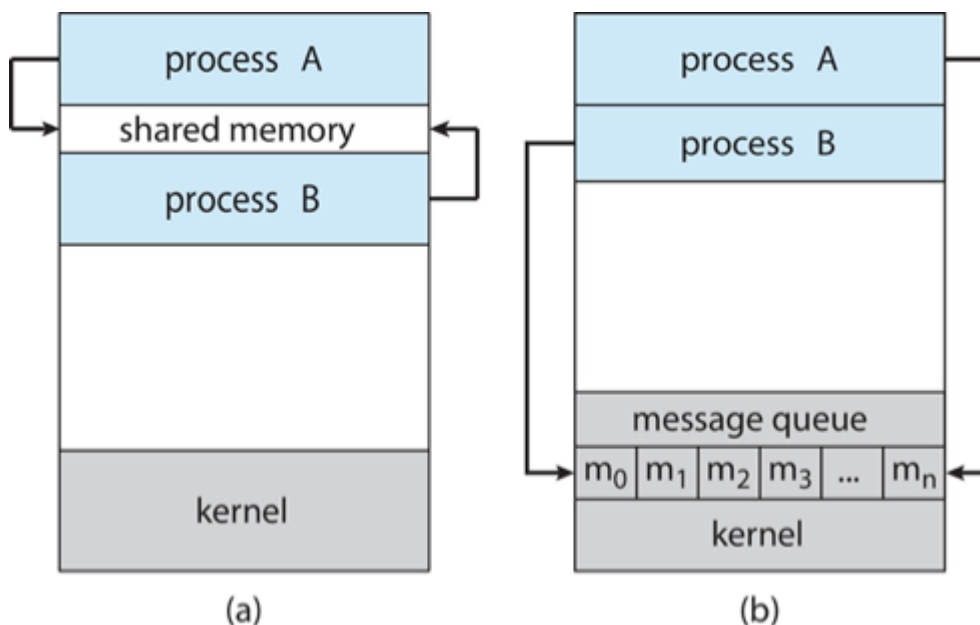 process A
shared memory
process B
kernel
(a)
process A
process B
message queue
m₀ m₁ m₂ m₃ ... mₙ
kernel
(b)